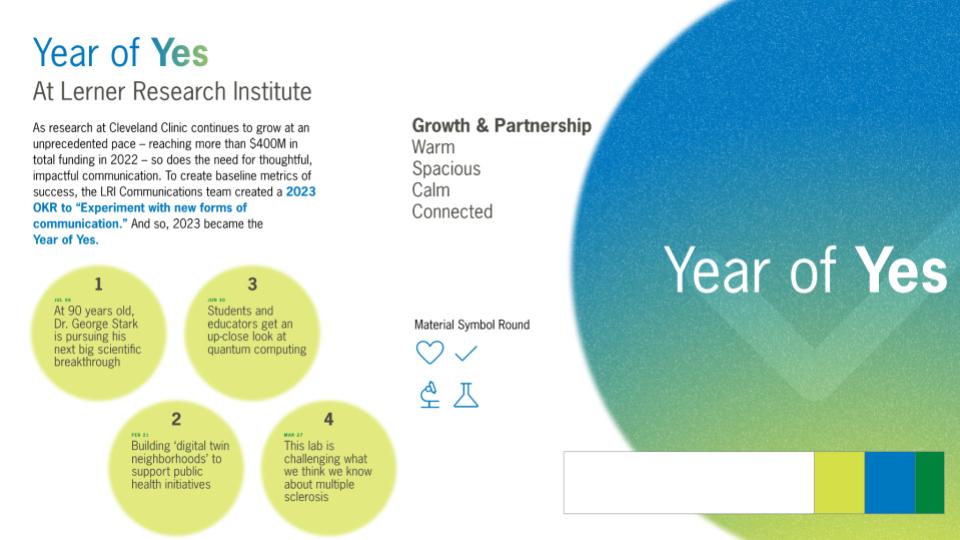 Year of Yes
At Lerner Research Institute
As research at Cleveland Clinic continues to grow at an
unprecedented pace – reaching more than $400M in
total funding in 2022 – so does the need for thoughtful,
impactful communication. To create baseline metrics of
success, the LRI Communications team created a 2023
OKR to “Experiment with new forms of
communication.” And so, 2023 became the
Year of Yes.
1
JUL 06
At 90 years old,
Dr. George Stark
is pursuing his
next big scientific
breakthrough
3
JUN 30
Students and
educators get an
up-close look at
quantum computing
2
FEB 21
Building ‘digital twin
neighborhoods’ to
support public
health initiatives
4
MAR 27
This lab is
challenging what
we think we know
about multiple
sclerosis
Growth & Partnership
Warm
Spacious
Calm
Connected
Material Symbol Round
Year of Yes